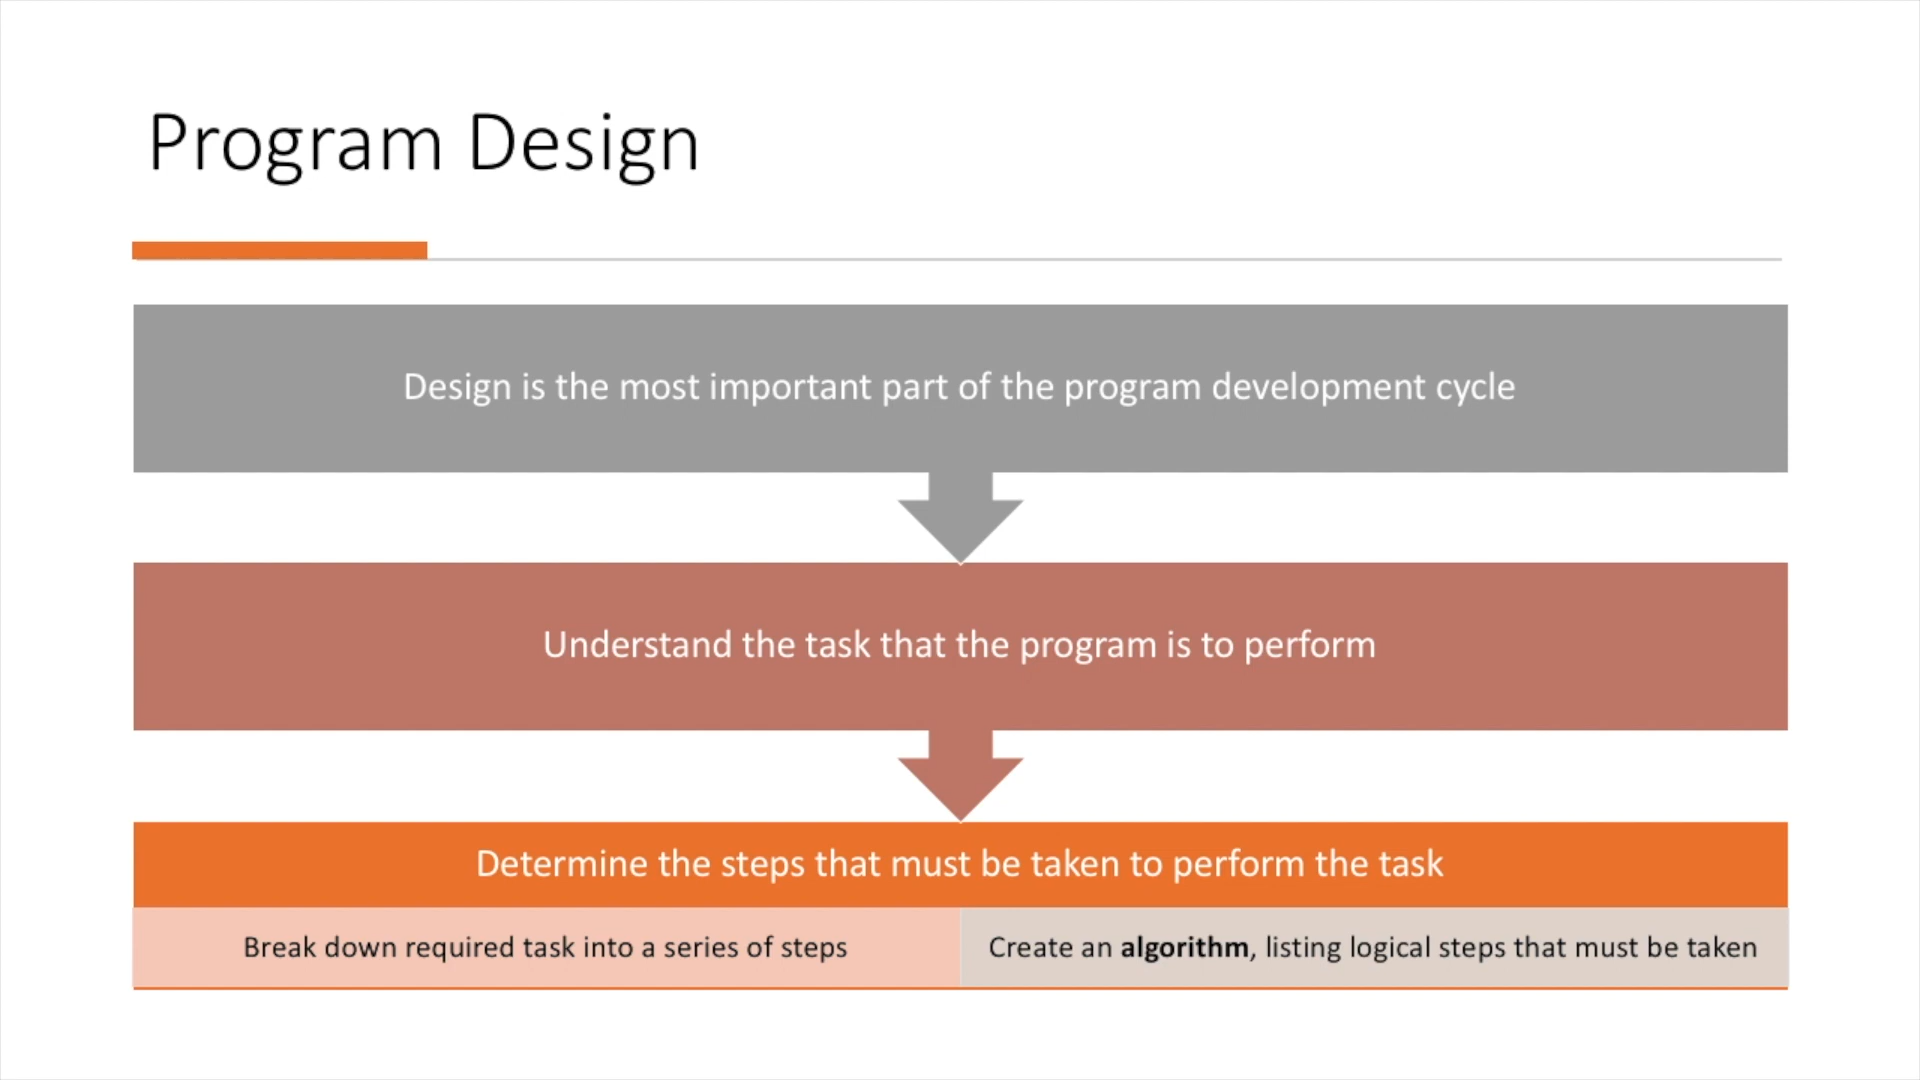 Program Design
Design is the most important part of the program development cycle
Understand the task that the program is to perform
Determine the steps that must be taken to perform the task
Break down required task into a series of steps
Create an algorithm, listing logical steps that must be taken